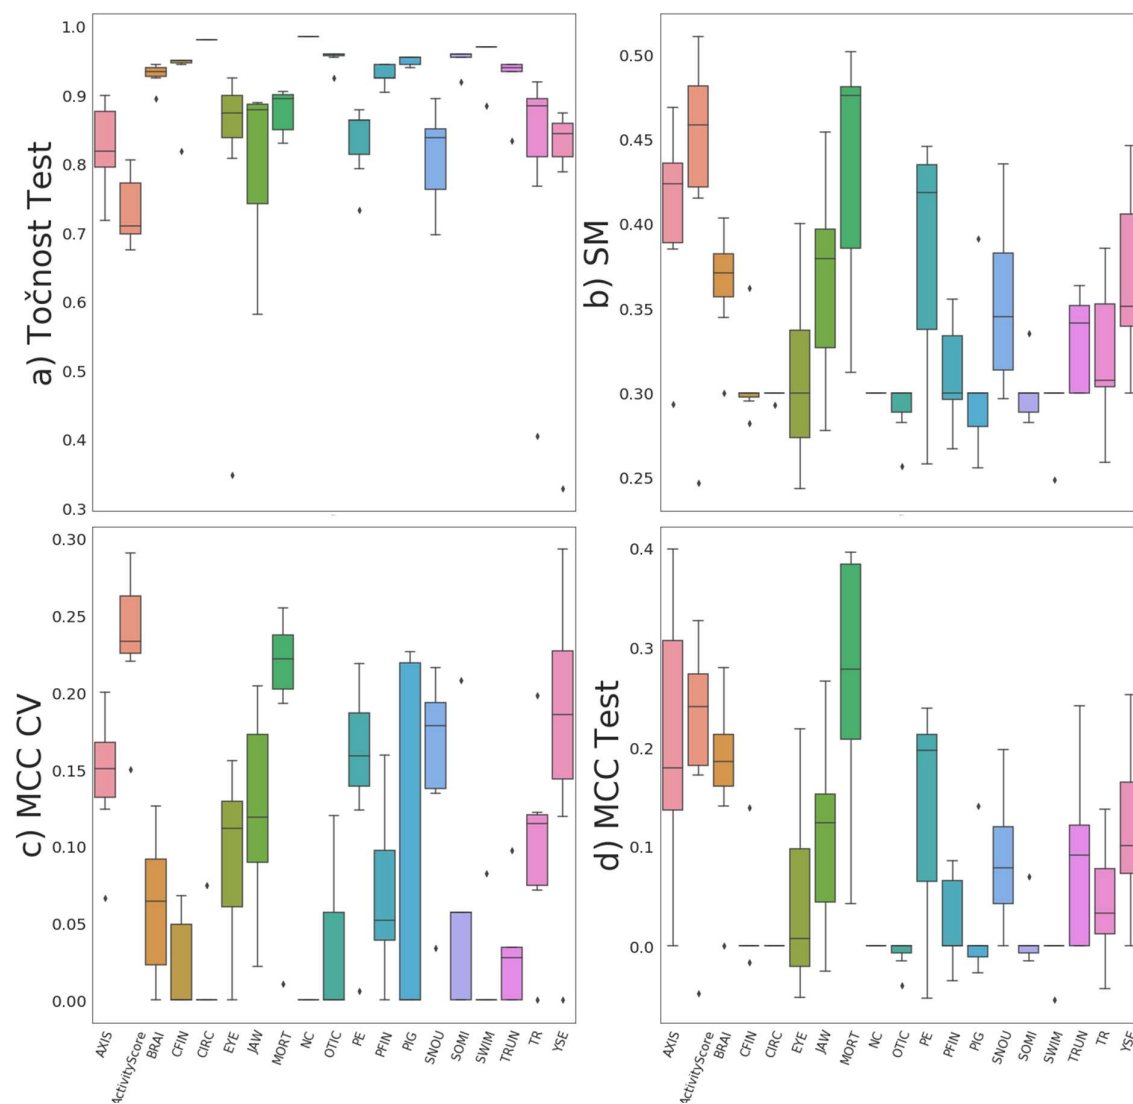 a) Točnost Test
1.0
0.9
0.8
0.7
0.6
0.5
0.4
0.3
b) SM
0.50
0.45
0.40
0.35
0.30
0.25
c) MCC CV
0.30
0.25
0.20
0.15
0.10
0.05
0.00
AXIS
ActivityScore
BRAI
CFIN
CIRC
EYE
JAW
MORT
NC
OTIC
PE
PFIN
PIG
SNOU
SOMI
SWIM
TRUN
TR
YSE
d) MCC Test
0.4
0.3
0.2
0.1
0.0
AXIS
ActivityScore
BRAI
CFIN
CIRC
EYE
JAW
MORT
NC
OTIC
PE
PFIN
PIG
SNOU
SOMI
SWIM
TRUN
TR
YSE